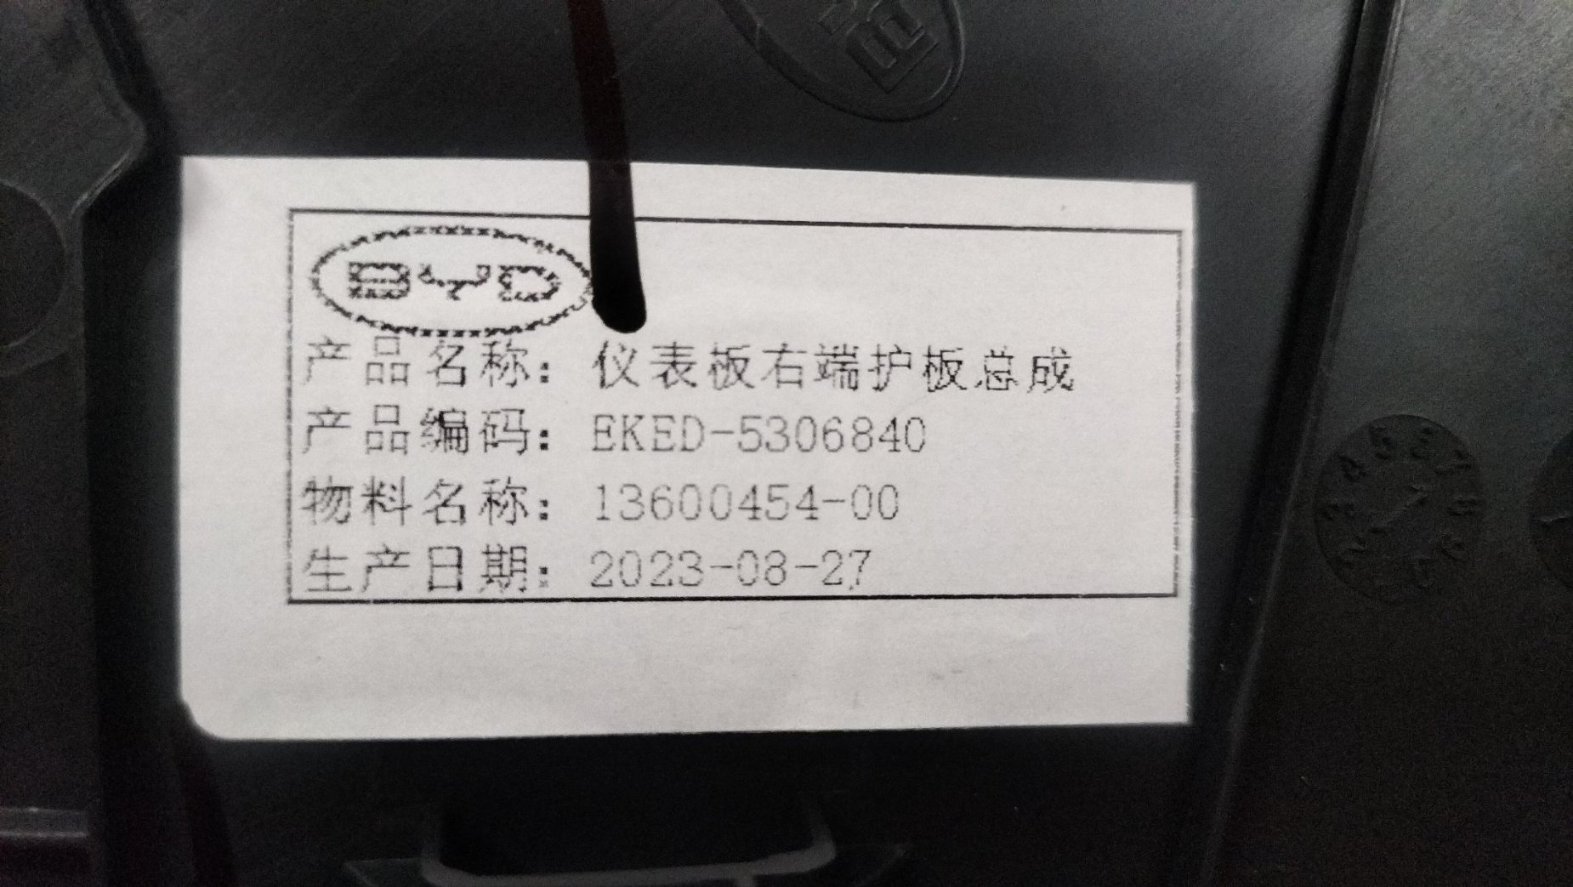 BYD
产品名称：仪表板右端护板总成
产品编码：EKED-5306840
物料名称：13600454-00
生产日期：2023-08-27